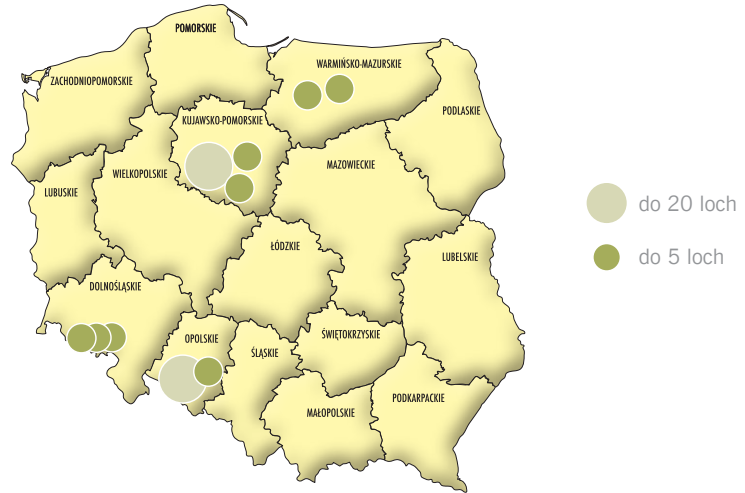 POMORSKIE
WARMIŃSKO-MAZURSKIE
ZACHODNIOPOMORSKIE
PODLASKIE
KUJAWSKO-POMORSKIE
MAZOWIECKIE
WIELKOPOLSKIE
LUBUSKIE
do 20 loch
ŁÓDZKIE
LUBELSKIE
do 5 loch
DOLNOŚLĄSKIE
OPOLSKIE
ŚWIĘTOKRZYSKIE
ŚLĄSKIE
PODKARPACKIE
MAŁOPOLSKIE